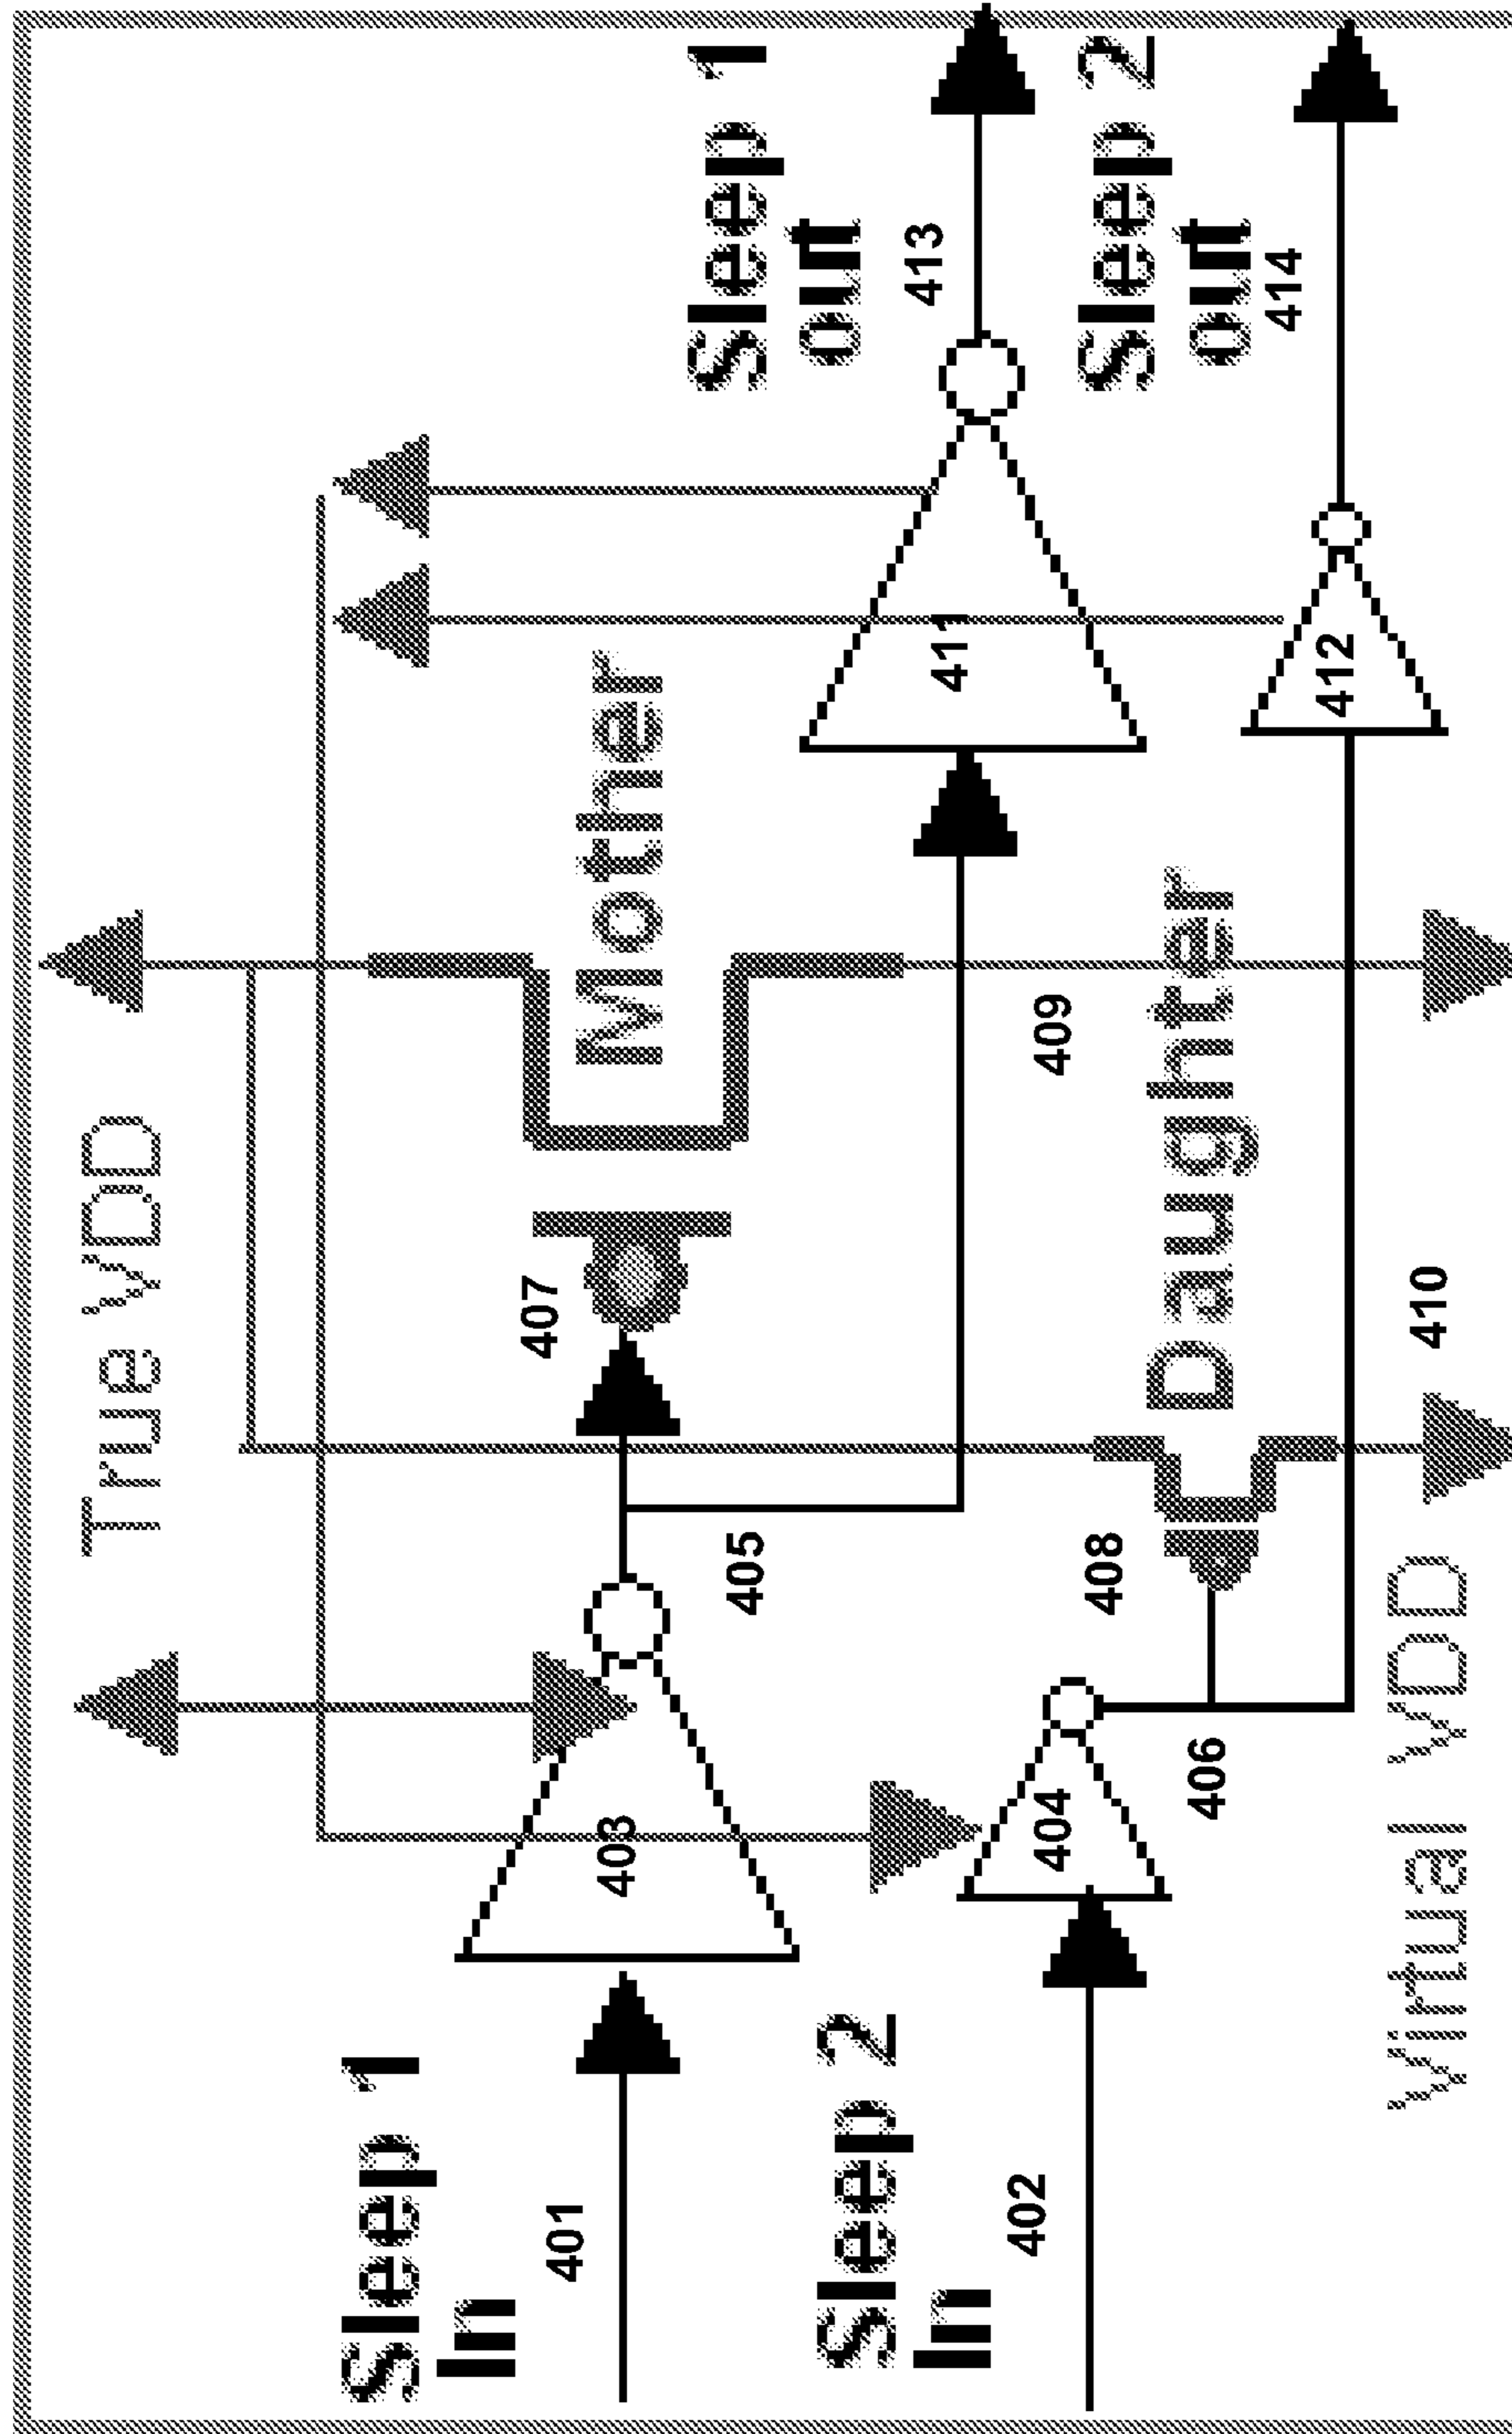 True VDD
Sleep 1
In
401
403
405
407
Mother
Sleep 1
out
413
Sleep 2
In
402
404
406
408
409
411
Daughter
Sleep 2
out
414
412
410
Virtual VDD